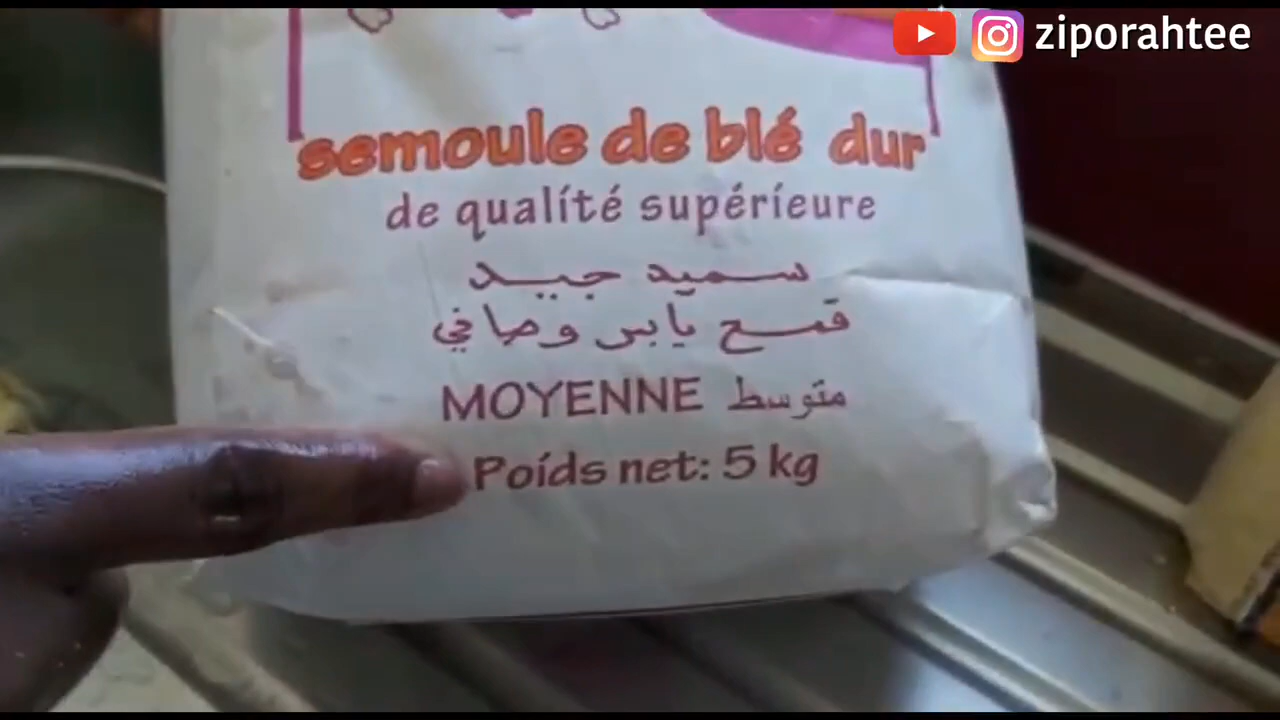 ziporahtee
semoule de blé dur
de qualité supérieure
سميد جيد
قمح يابس وصافي
MOYENNE متوسط
Poids net: 5 kg